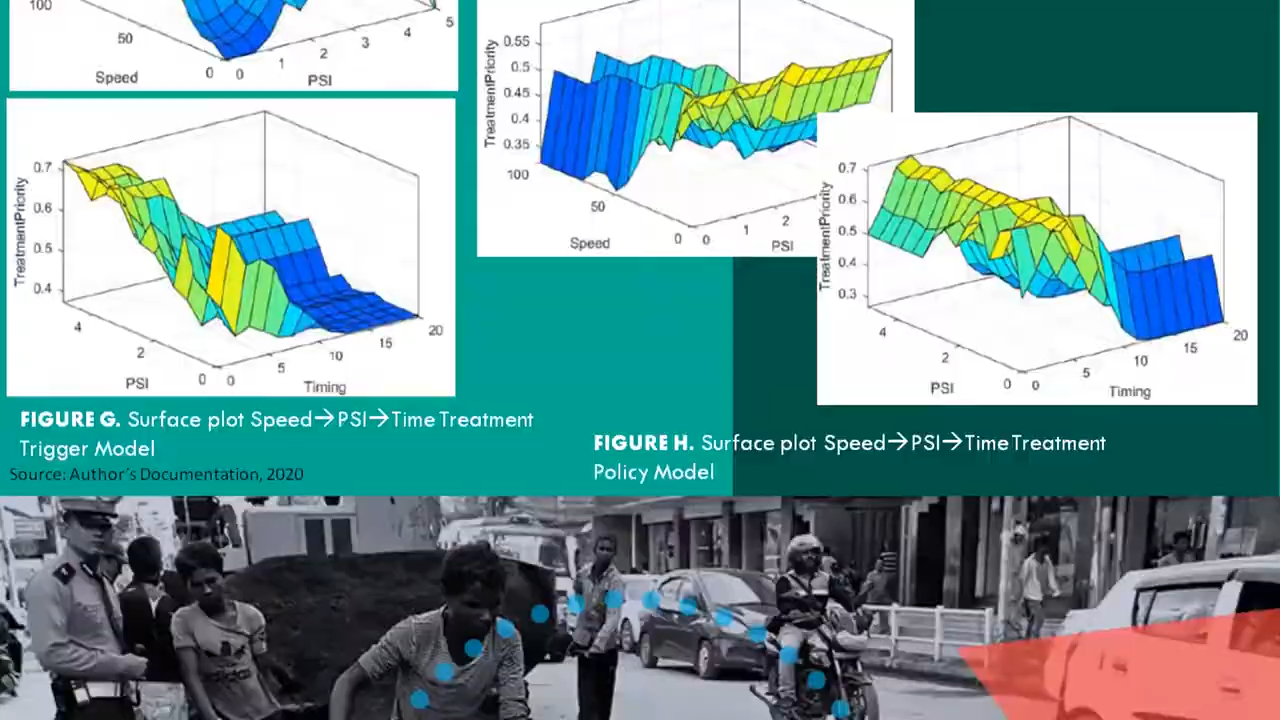 100
50
0
Speed
0
1
2
3
4
5
PSI
0.7
0.6
0.5
0.4
TreatmentPriority
4
2
0
PSI
0
5
10
15
20
Timing
FIGURE G. Surface plot Speed→PSI→Time Treatment
Trigger Model
Source: Author's Documentation, 2020
0.55
0.5
0.45
0.4
0.35
TreatmentPriority
100
50
0
Speed
0
1
2
PSI
0.7
0.6
0.5
0.4
0.3
TreatmentPriority
4
2
0
PSI
0
5
10
15
20
Timing
FIGURE H. Surface plot Speed→PSI→Time Treatment
Policy Model
adidas